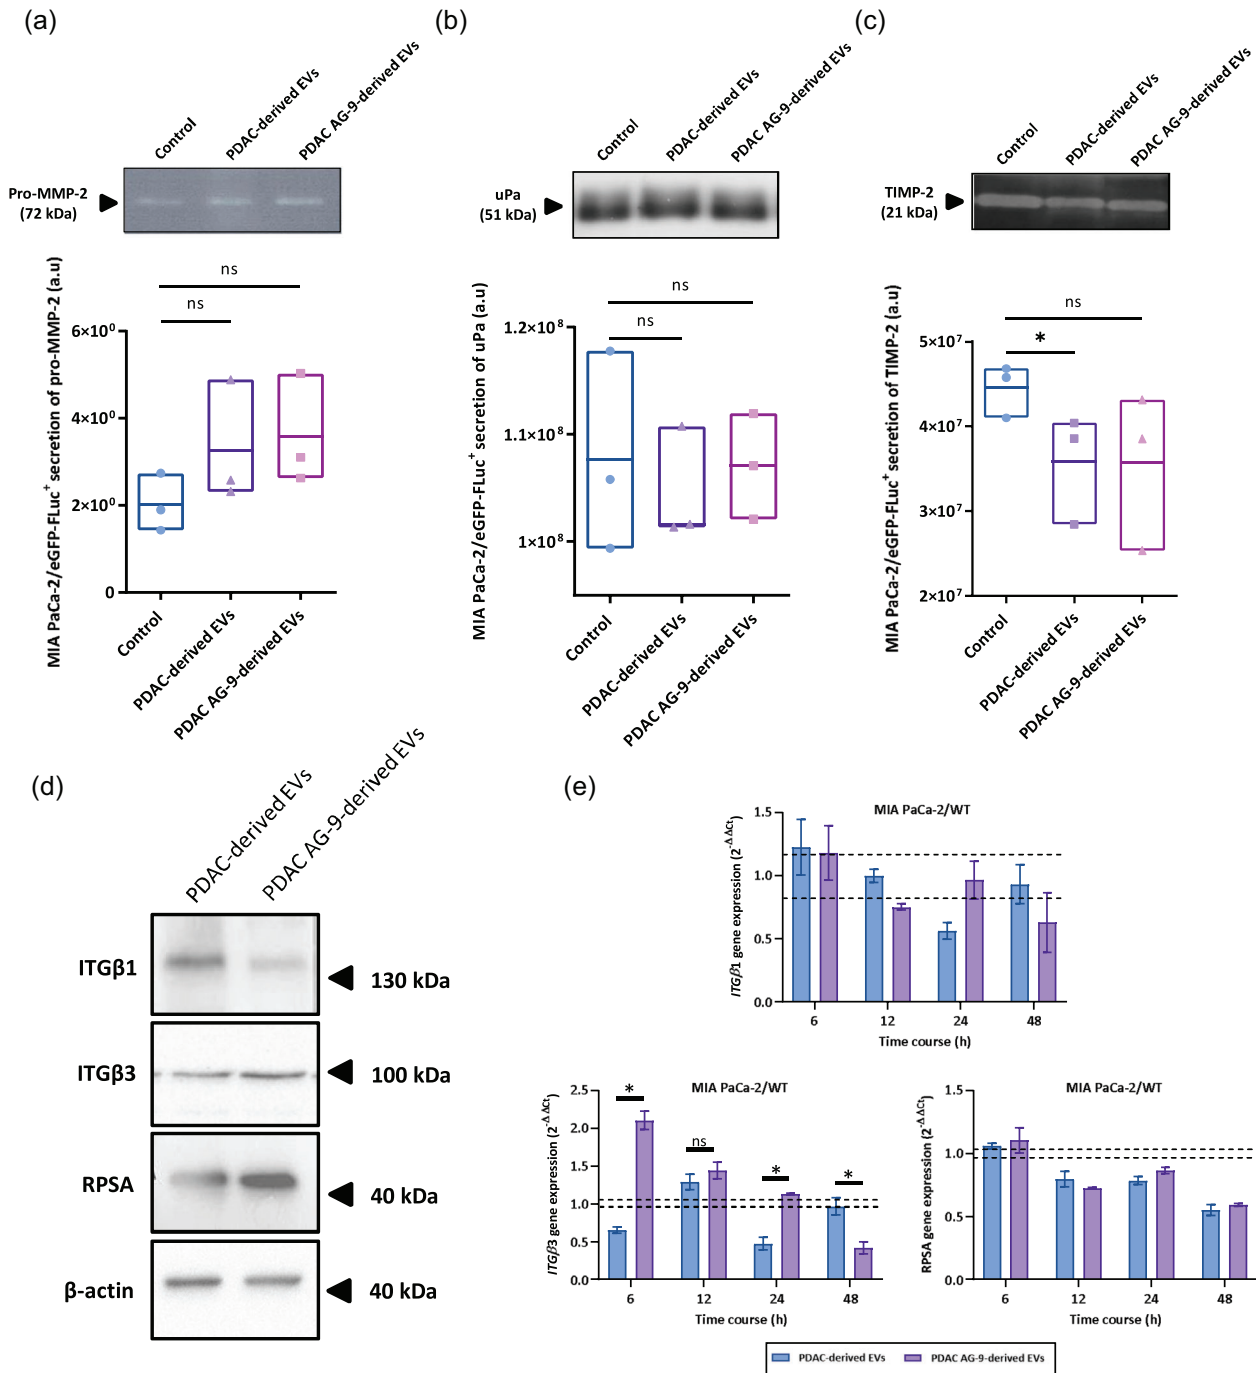 (a)
Control
PDAC-derived EVs
PDAC AG-9-derived EVs
Pro-MMP-2
(72 kDa)
MIA PaCa-2/eGFP-FLuc⁺ secretion of pro-MMP-2 (a.u)
ns
ns
6×10⁰
4×10⁰
2×10⁰
0
Control
PDAC-derived EVs
PDAC AG-9-derived EVs
(b)
Control
PDAC-derived EVs
PDAC AG-9-derived EVs
uPa
(51 kDa)
MIA PaCa-2/eGFP-FLuc⁺ secretion of uPa (a.u)
ns
ns
1.2×10⁸
1.1×10⁸
1×10⁸
Control
PDAC-derived EVs
PDAC AG-9-derived EVs
(c)
Control
PDAC-derived EVs
PDAC AG-9-derived EVs
TIMP-2
(21 kDa)
MIA PaCa-2/eGFP-FLuc⁺ secretion of TIMP-2 (a.u)
ns
*
5×10⁷
4×10⁷
3×10⁷
2×10⁷
Control
PDAC-derived EVs
PDAC AG-9-derived EVs
(d)
PDAC-derived EVs
PDAC AG-9-derived EVs
ITGβ1
130 kDa
ITGβ3
100 kDa
RPSA
40 kDa
β-actin
40 kDa
(e)
MIA PaCa-2/WT
ITGβ1 gene expression (2^-ΔΔCt)
1.5
1.0
0.5
0.0
6 12 24 48
Time course (h)
MIA PaCa-2/WT
ITGβ3 gene expression (2^-ΔΔCt)
2.5
2.0
1.5
1.0
0.5
0.0
*
ns
*
*
6 12 24 48
Time course (h)
MIA PaCa-2/WT
RPSA gene expression (2^-ΔΔCt)
1.5
1.0
0.5
0.0
6 12 24 48
Time course (h)
PDAC-derived EVs PDAC AG-9-derived EVs